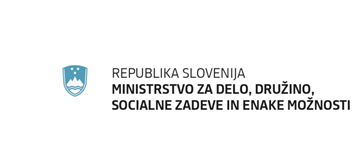 REPUBLIKA SLOVENIJA
MINISTRSTVO ZA DELO, DRUŽINO,
SOCIALNE ZADEVE IN ENAKE MOŽNOSTI